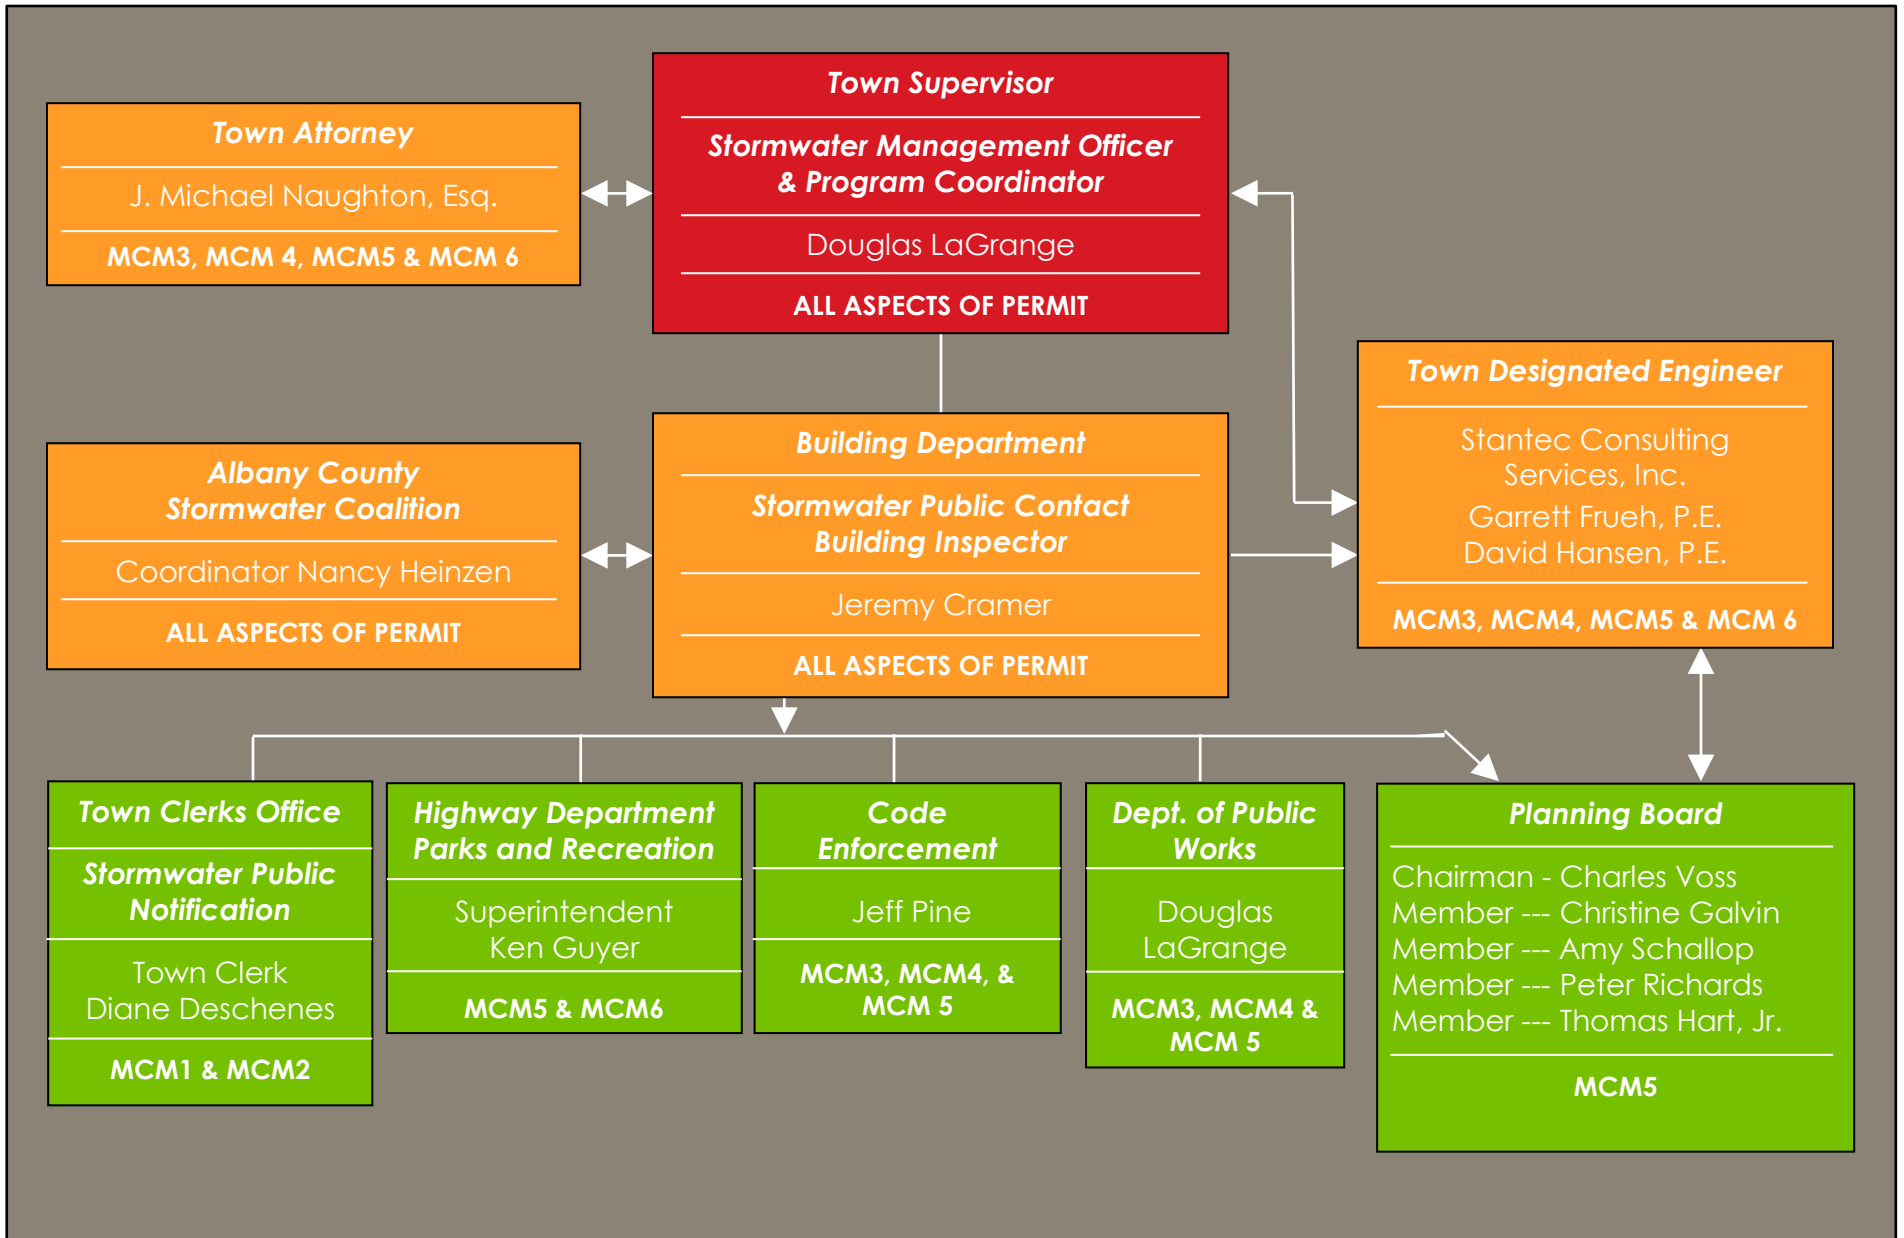 Town Supervisor
Stormwater Management Officer
& Program Coordinator
Douglas LaGrange
ALL ASPECTS OF PERMIT
Town Attorney
J. Michael Naughton, Esq.
MCM3, MCM 4, MCM5 & MCM 6
Town Designated Engineer
Stantec Consulting
Services, Inc.
Garrett Frueh, P.E.
David Hansen, P.E.
MCM3, MCM4, MCM5 & MCM 6
Building Department
Stormwater Public Contact
Building Inspector
Jeremy Cramer
ALL ASPECTS OF PERMIT
Albany County
Stormwater Coalition
Coordinator Nancy Heinzen
ALL ASPECTS OF PERMIT
Town Clerks Office
Stormwater Public
Notification
Town Clerk
Diane Deschenes
MCM1 & MCM2
Highway Department
Parks and Recreation
Superintendent
Ken Guyer
MCM5 & MCM6
Code
Enforcement
Jeff Pine
MCM3, MCM4, &
MCM 5
Dept. of Public
Works
Douglas
LaGrange
MCM3, MCM4 &
MCM 5
Planning Board
Chairman - Charles Voss
Member --- Christine Galvin
Member --- Amy Schallop
Member --- Peter Richards
Member --- Thomas Hart, Jr.
MCM5